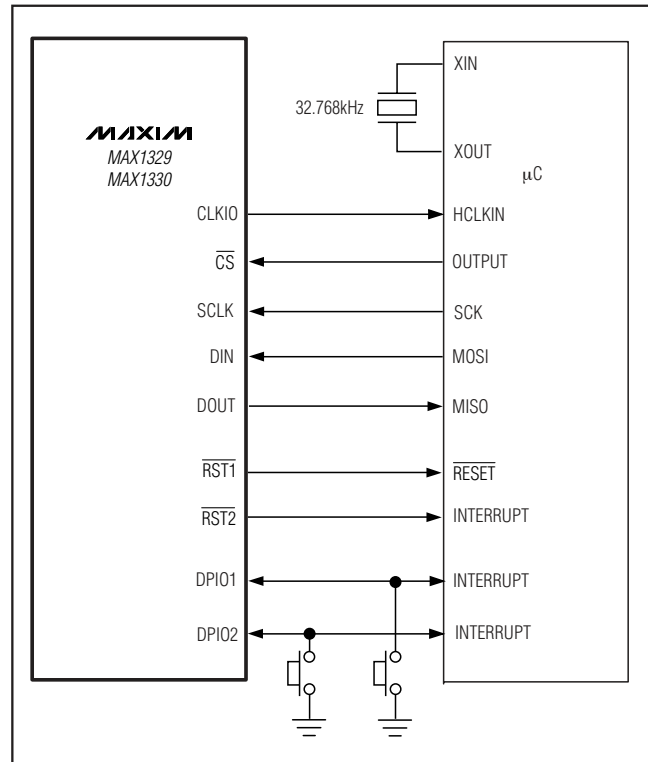 XIN
32.768kHz
XOUT
MAXIM
MAX1329
MAX1330
μC
CLKIO HCLKIN
CS OUTPUT
SCLK SCK
DIN MOSI
DOUT MISO
RST1 RESET
RST2 INTERRUPT
DPIO1 INTERRUPT
DPIO2 INTERRUPT